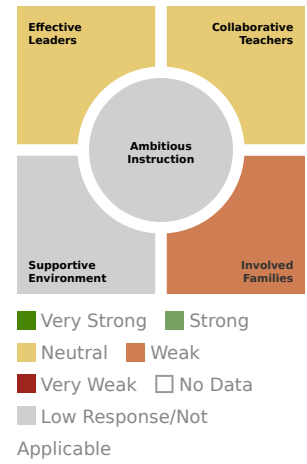 Effective
Leaders
Collaborative
Teachers
Ambitious
Instruction
Supportive
Environment
Involved
Families
Very Strong Strong
Neutral Weak
Very Weak No Data
Low Response/Not
Applicable